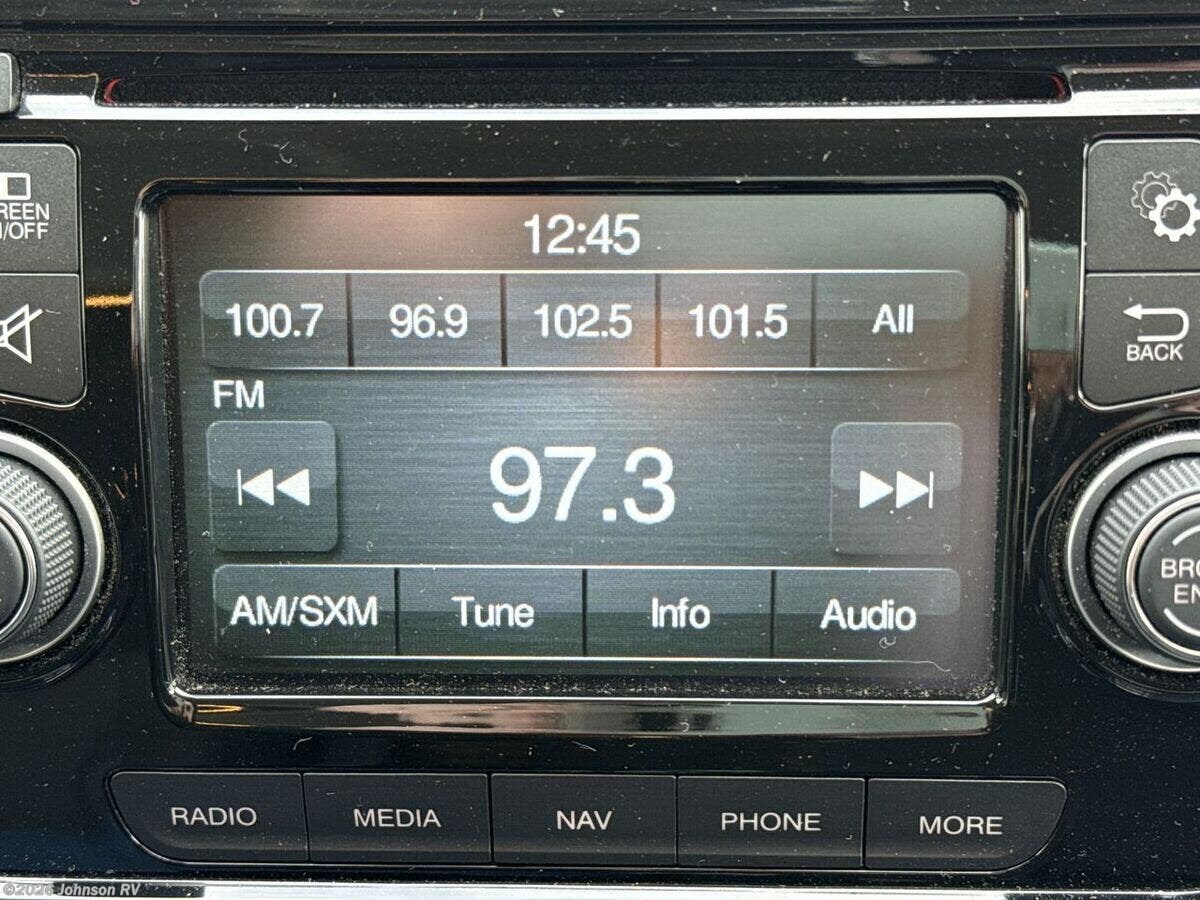 12:45
100.7 96.9 102.5 101.5 All
FM
97.3
AM/SXM Tune Info Audio
BACK
RADIO MEDIA NAV PHONE MORE
Johnson RV